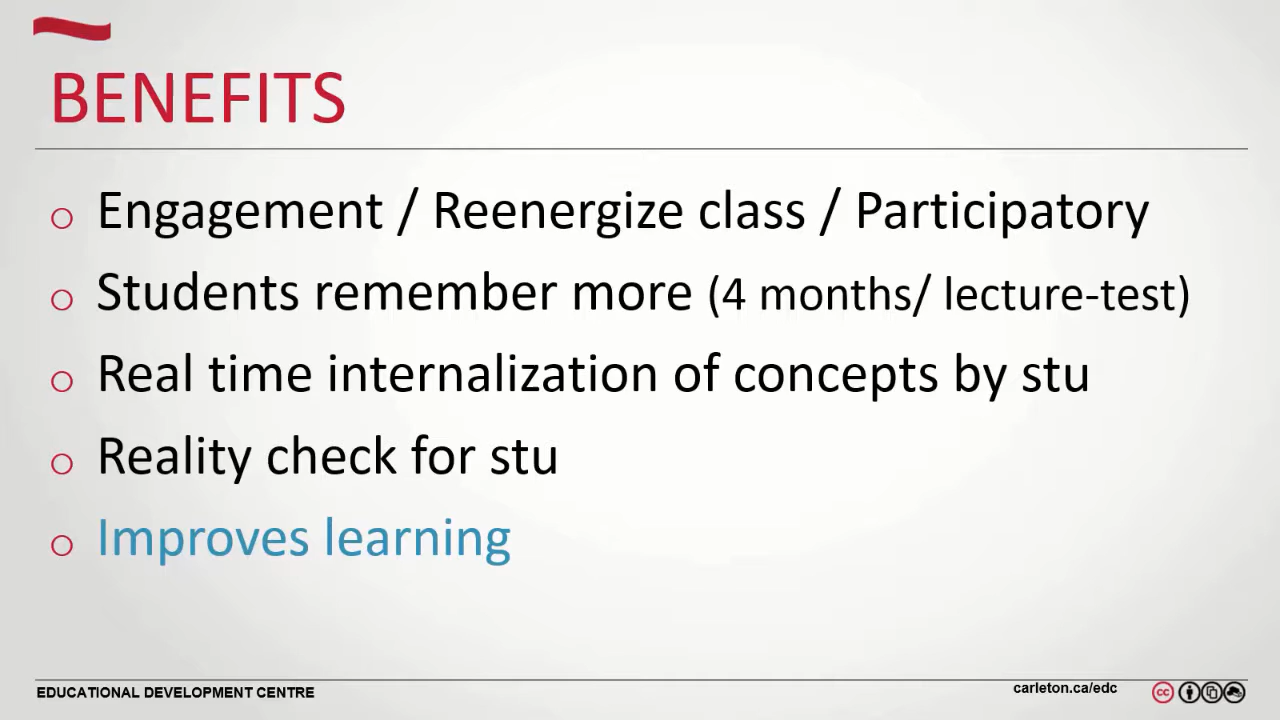 BENEFITS
o Engagement / Reenergize class / Participatory
o Students remember more (4 months/ lecture-test)
o Real time internalization of concepts by stu
o Reality check for stu
o Improves learning
EDUCATIONAL DEVELOPMENT CENTRE
carleton.ca/edc
cc